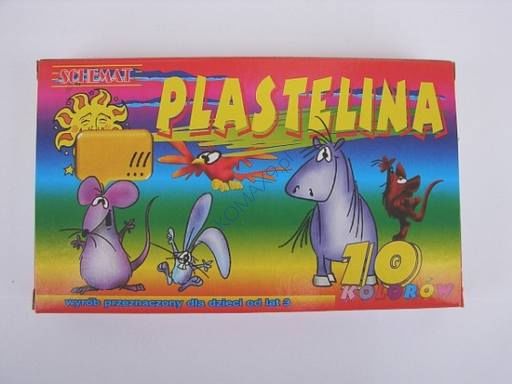 SCHEMAT
PLASTELINA
!!!
...
10
KOLORÓW
wyrób przeznaczony dla dzieci od lat 3